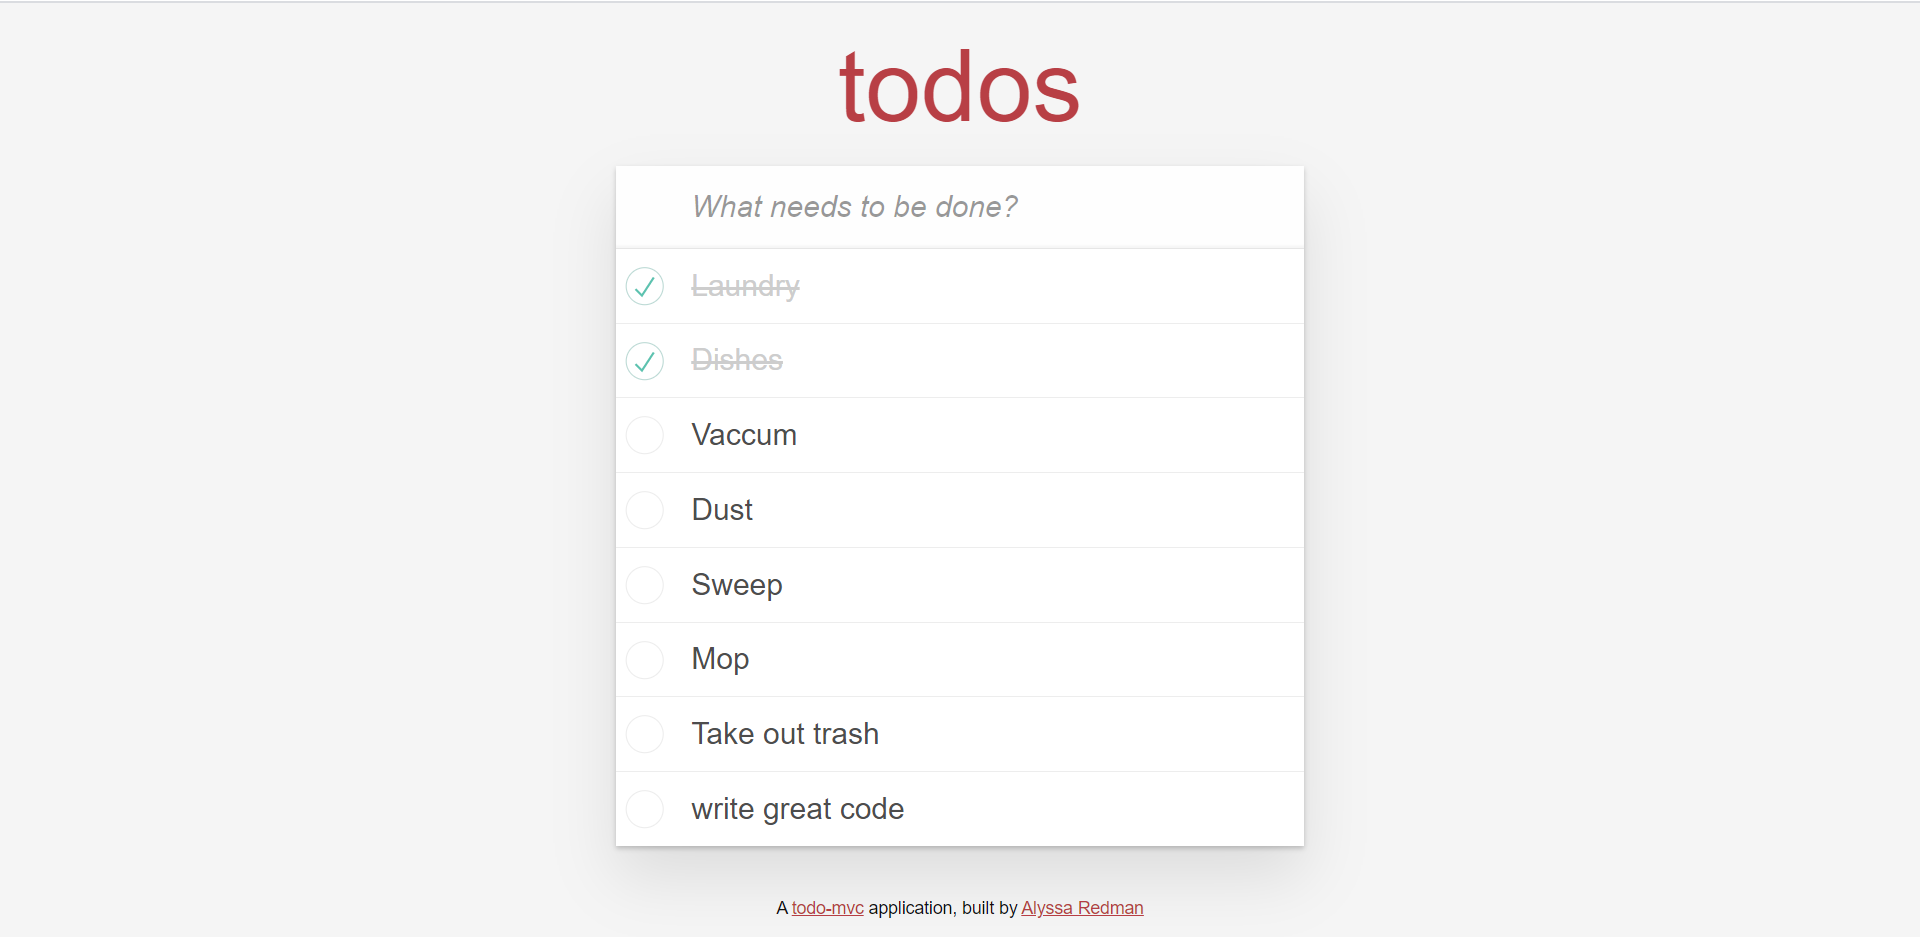 todos
What needs to be done?
Laundry
Dishes
Vaccum
Dust
Sweep
Mop
Take out trash
write great code
A todo-mvc application, built by Alyssa Redman